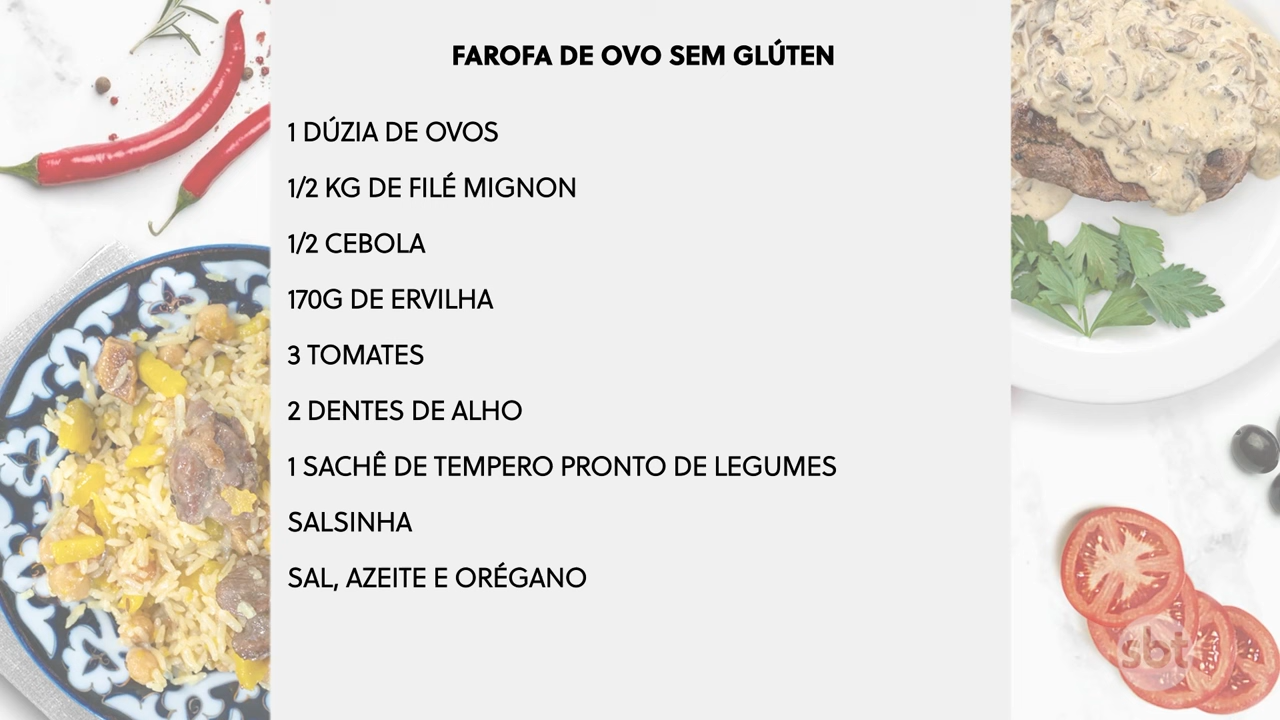 FAROFA DE OVO SEM GLÚTEN
1 DÚZIA DE OVOS
1/2 KG DE FILÉ MIGNON
1/2 CEBOLA
170G DE ERVILHA
3 TOMATES
2 DENTES DE ALHO
1 SACHÊ DE TEMPERO PRONTO DE LEGUMES
SALSINHA
SAL, AZEITE E ORÉGANO
sbt